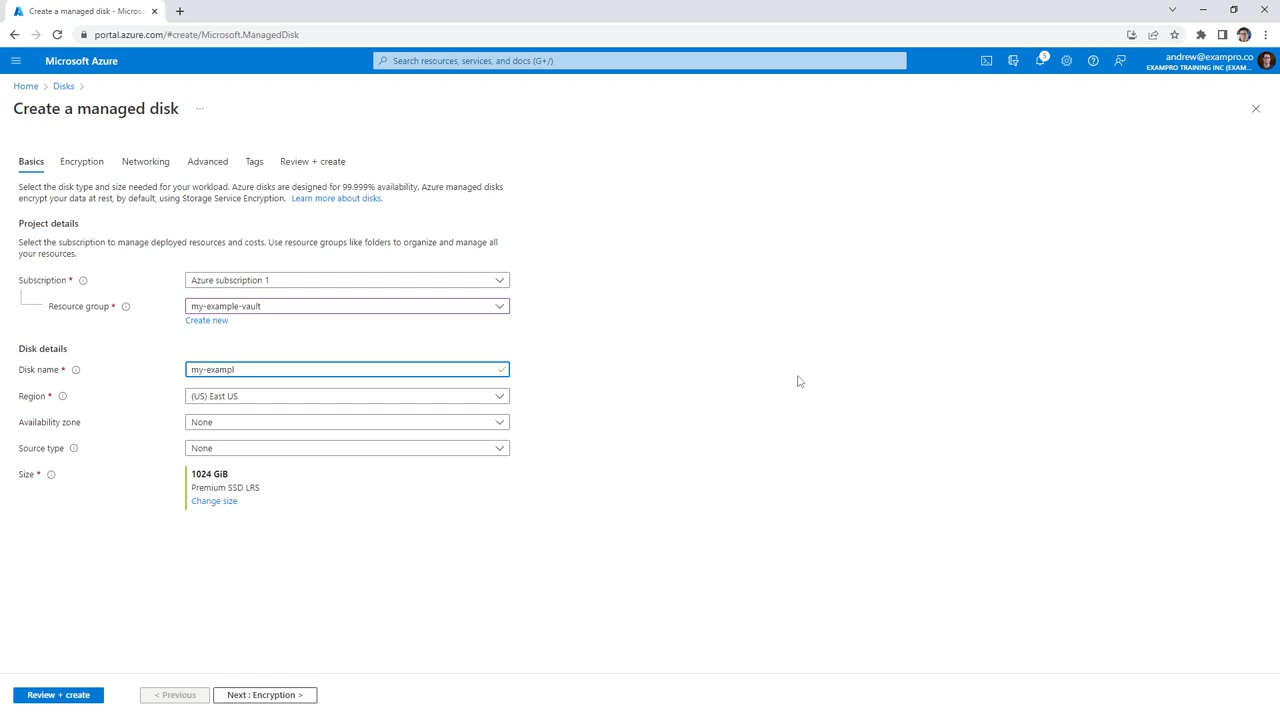 Create a managed disk - Microso
portal.azure.com/#create/Microsoft.ManagedDisk
Microsoft Azure
Search resources, services, and docs (G+/)
5
andrew@exampro.co
EXAMPRO TRAINING INC (EXAM...
Home > Disks >
Create a managed disk ...
Basics Encryption Networking Advanced Tags Review + create
Select the disk type and size needed for your workload. Azure disks are designed for 99.999% availability. Azure managed disks
encrypt your data at rest, by default, using Storage Service Encryption. Learn more about disks.
Project details
Select the subscription to manage deployed resources and costs. Use resource groups like folders to organize and manage all
your resources.
Subscription * Azure subscription 1
Resource group * my-example-vault
Create new
Disk details
Disk name * my-exampl
Region * (US) East US
Availability zone None
Source type None
Size * 1024 GiB
Premium SSD LRS
Change size
Review + create < Previous Next : Encryption >